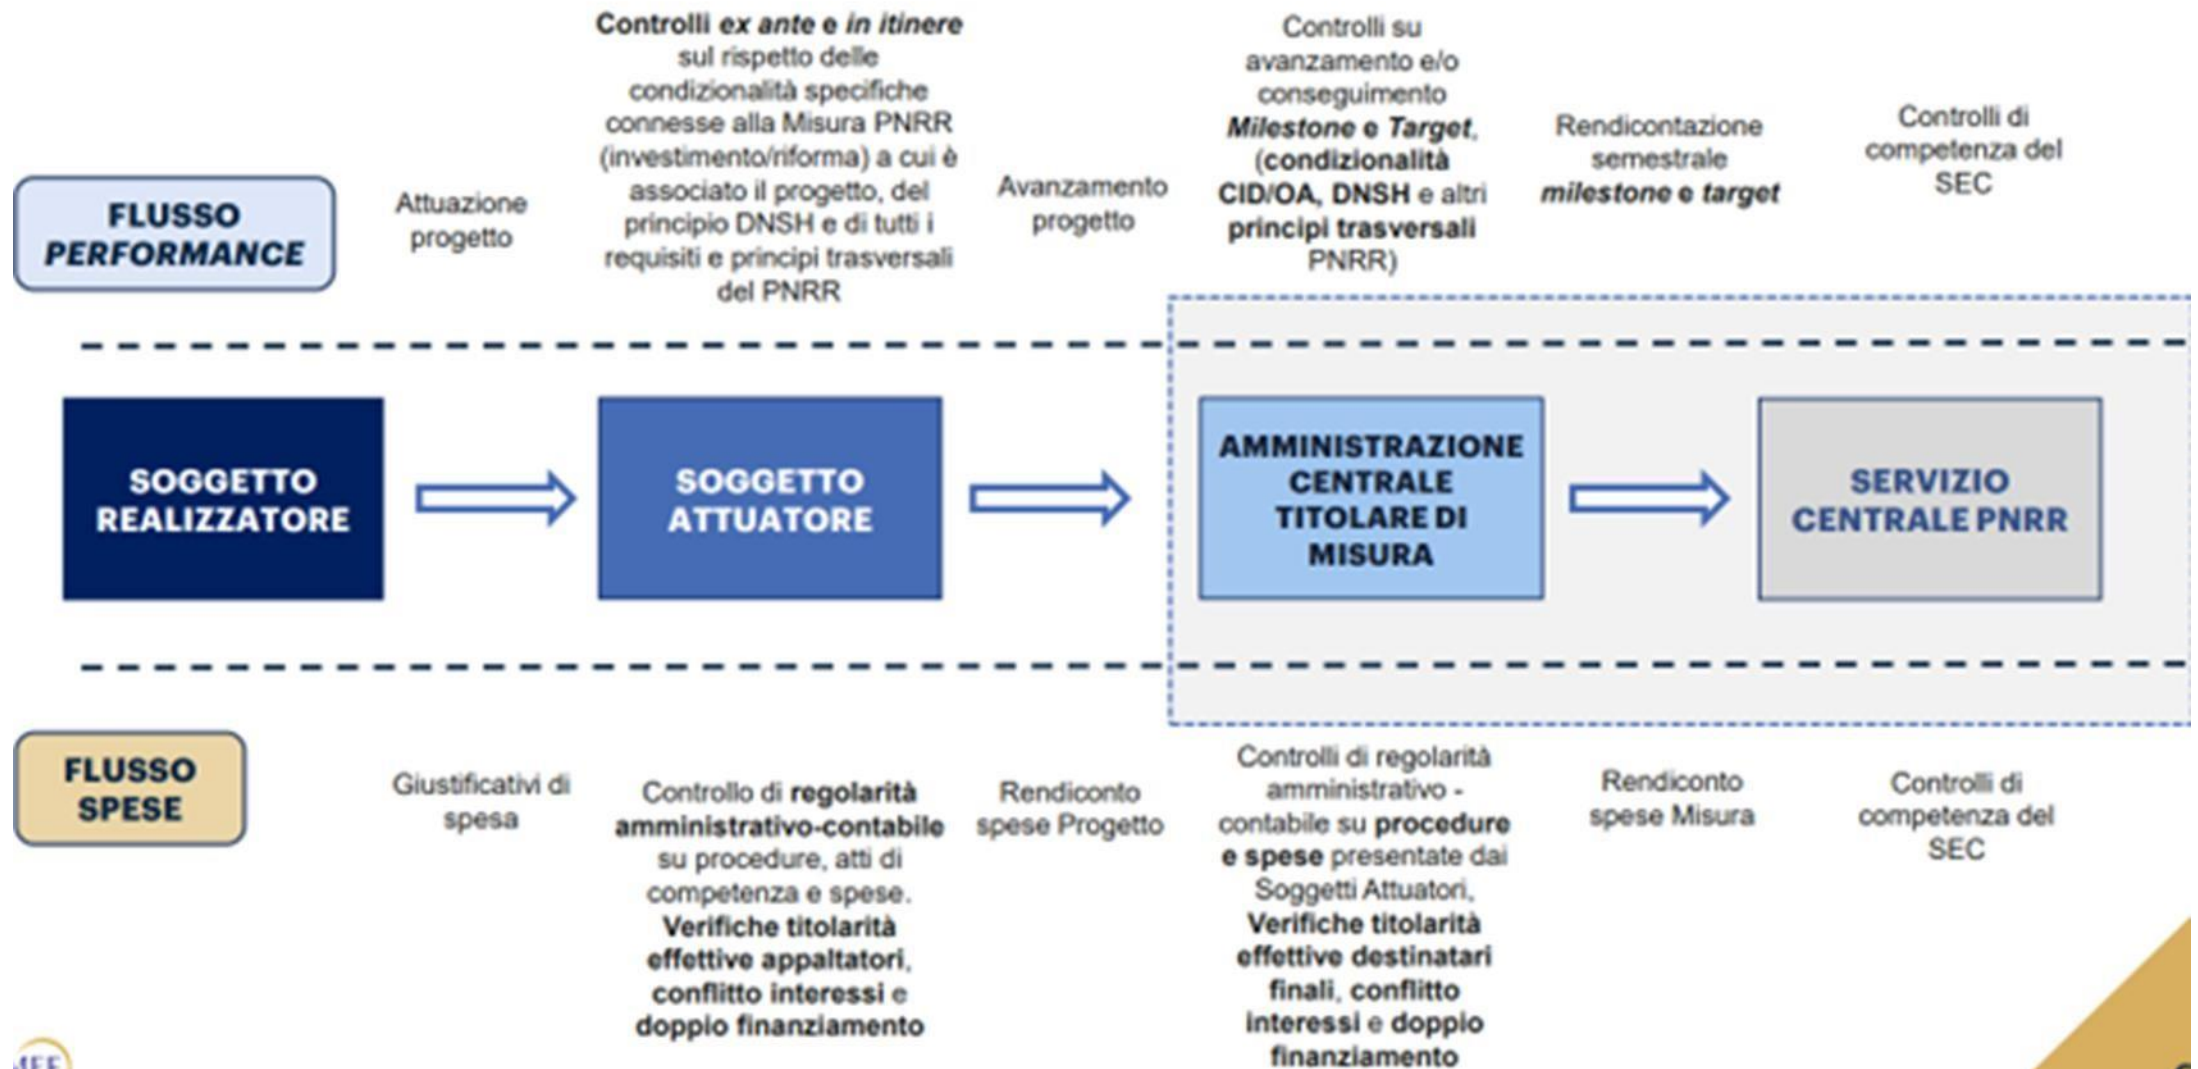 FLUSSO
PERFORMANCE
Attuazione
progetto
Controlli ex ante e in itinere
sul rispetto delle
condizionalità specifiche
connesse alla Misura PNRR
(investimento/riforma) a cui è
associato il progetto, del
principio DNSH e di tutti i
requisiti e principi trasversali
del PNRR
Avanzamento
progetto
Controlli su
avanzamento e/o
conseguimento
Milestone e Target,
(condizionalità
CID/OA, DNSH e altri
principi trasversali
PNRR)
Rendicontazione
semestrale
milestone e target
Controlli di
competenza del
SEC
SOGGETTO
REALIZZATORE
SOGGETTO
ATTUATORE
AMMINISTRAZIONE
CENTRALE
TITOLARE DI
MISURA
SERVIZIO
CENTRALE PNRR
FLUSSO
SPESE
Giustificativi di
spesa
Controllo di regolarità
amministrativo-contabile
su procedure, atti di
competenza e spese.
Verifiche titolarità
effettive appaltatori,
conflitto interessi e
doppio finanziamento
Rendiconto
spese Progetto
Controlli di regolarità
amministrativo -
contabile su procedure
e spese presentate dai
Soggetti Attuatori,
Verifiche titolarità
effettive destinatari
finali, conflitto
interessi e doppio
finanziamento
Rendiconto
spese Misura
Controlli di
competenza del
SEC